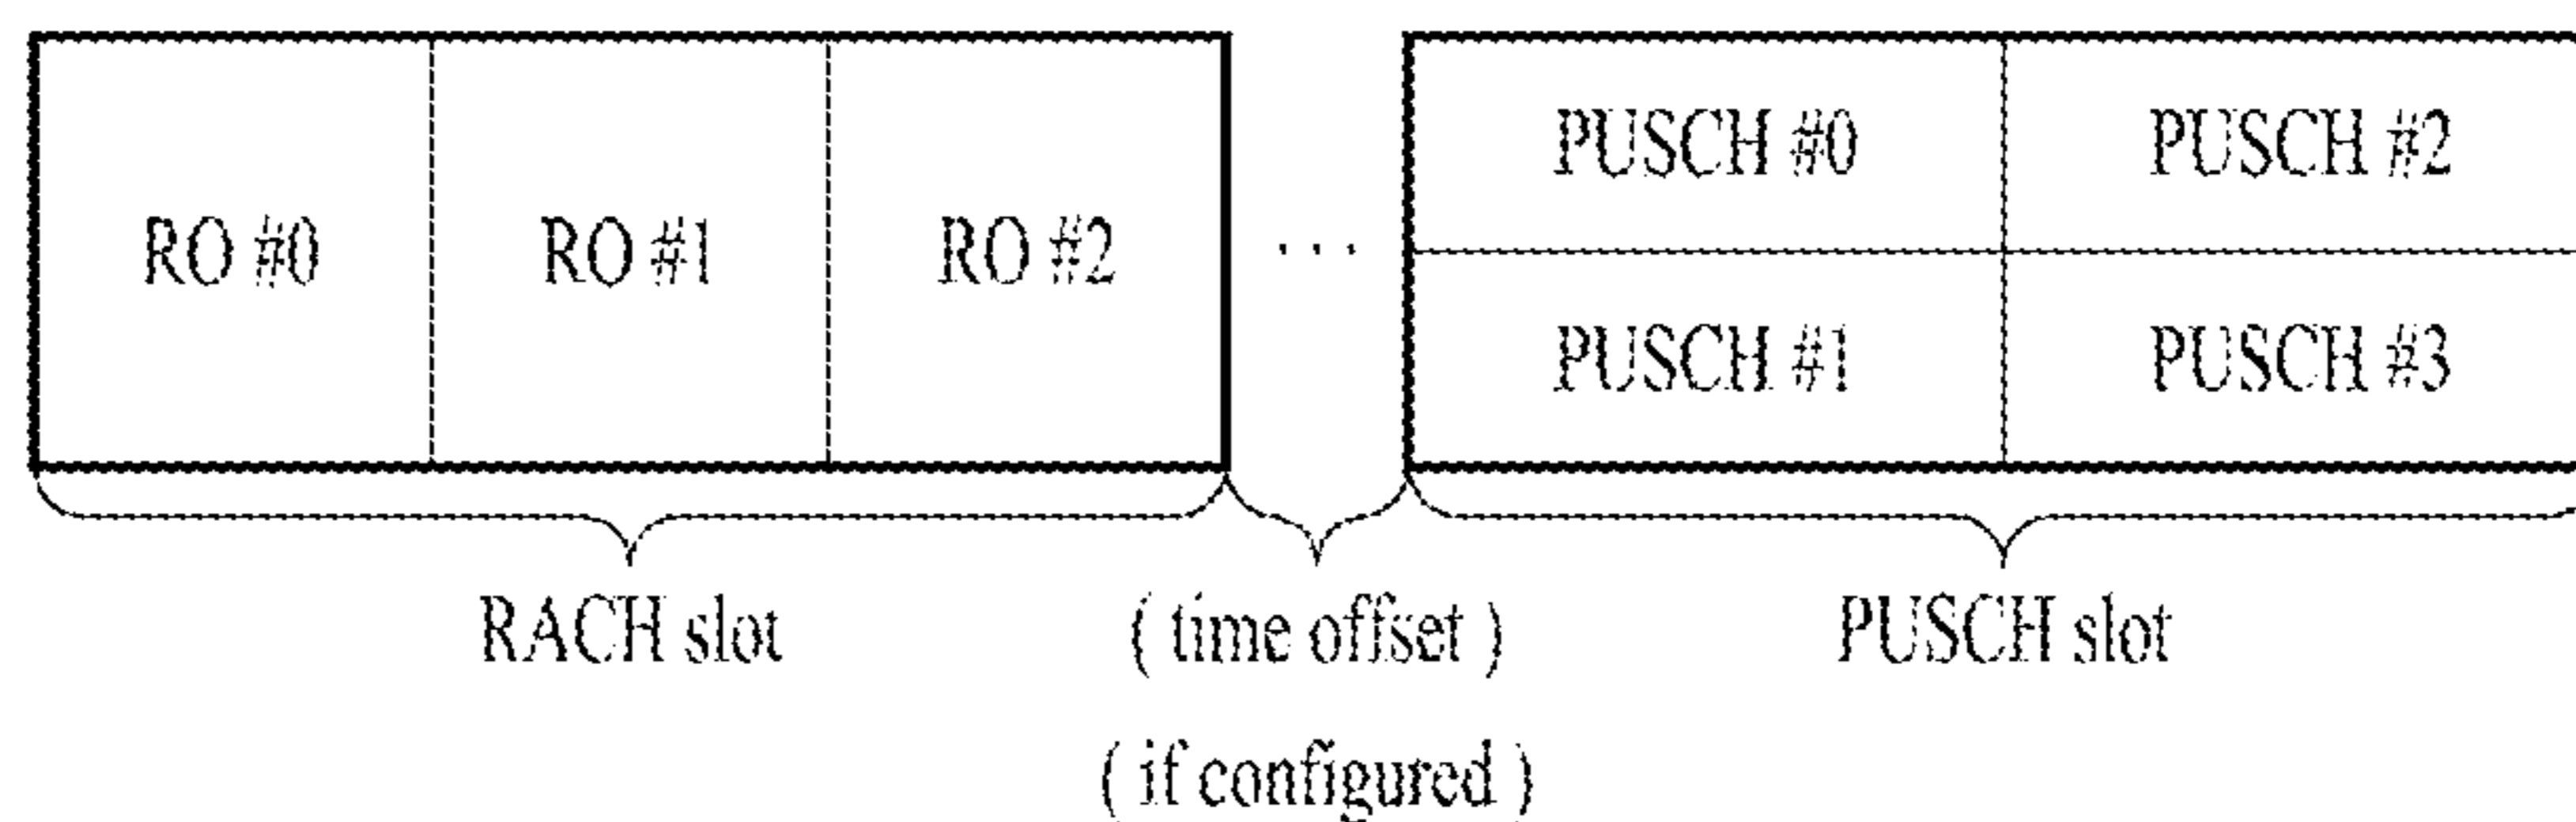 RO #0
RO #1
RO #2
. . .
PUSCH #0
PUSCH #2
PUSCH #1
PUSCH #3
RACH slot
( time offset )
( if configured )
PUSCH slot